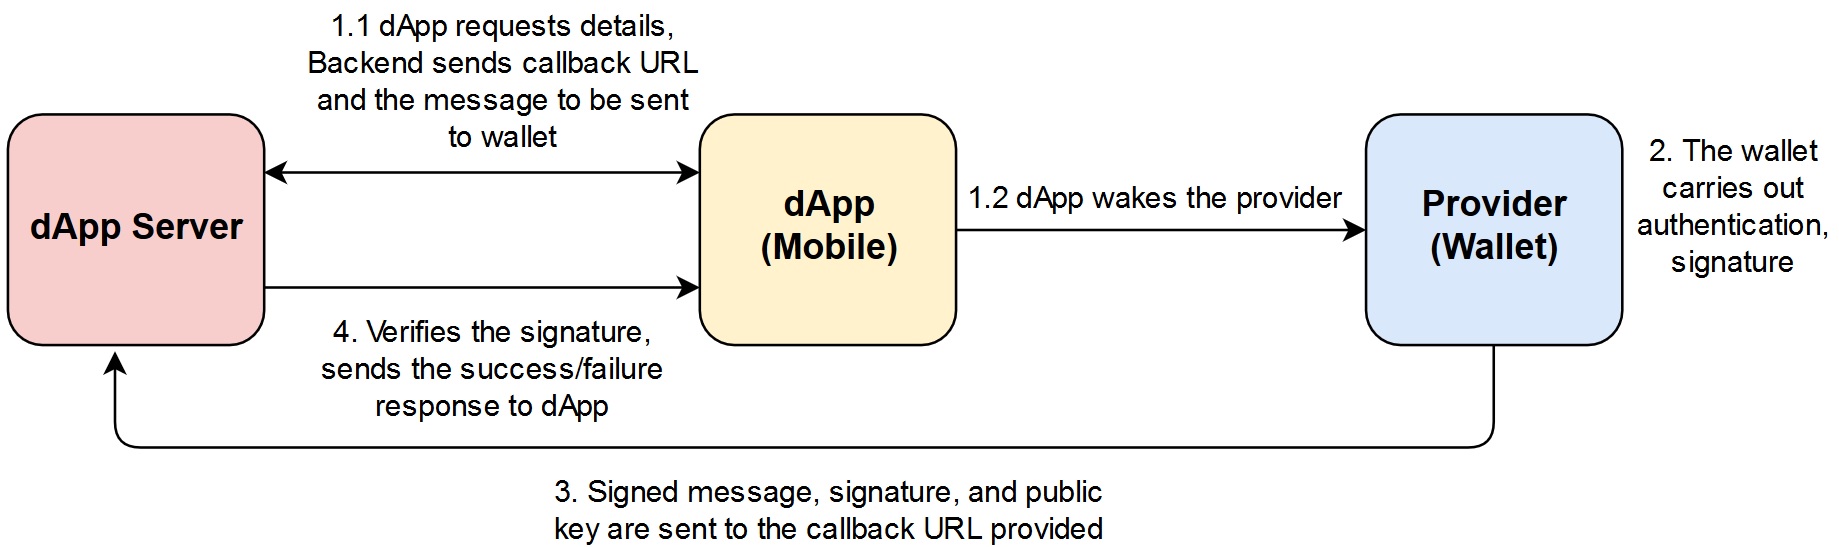 1.1 dApp requests details,
Backend sends callback URL
and the message to be sent
to wallet
dApp Server
dApp
(Mobile)
1.2 dApp wakes the provider
Provider
(Wallet)
2. The wallet
carries out
authentication,
signature
4. Verifies the signature,
sends the success/failure
response to dApp
3. Signed message, signature, and public
key are sent to the callback URL provided